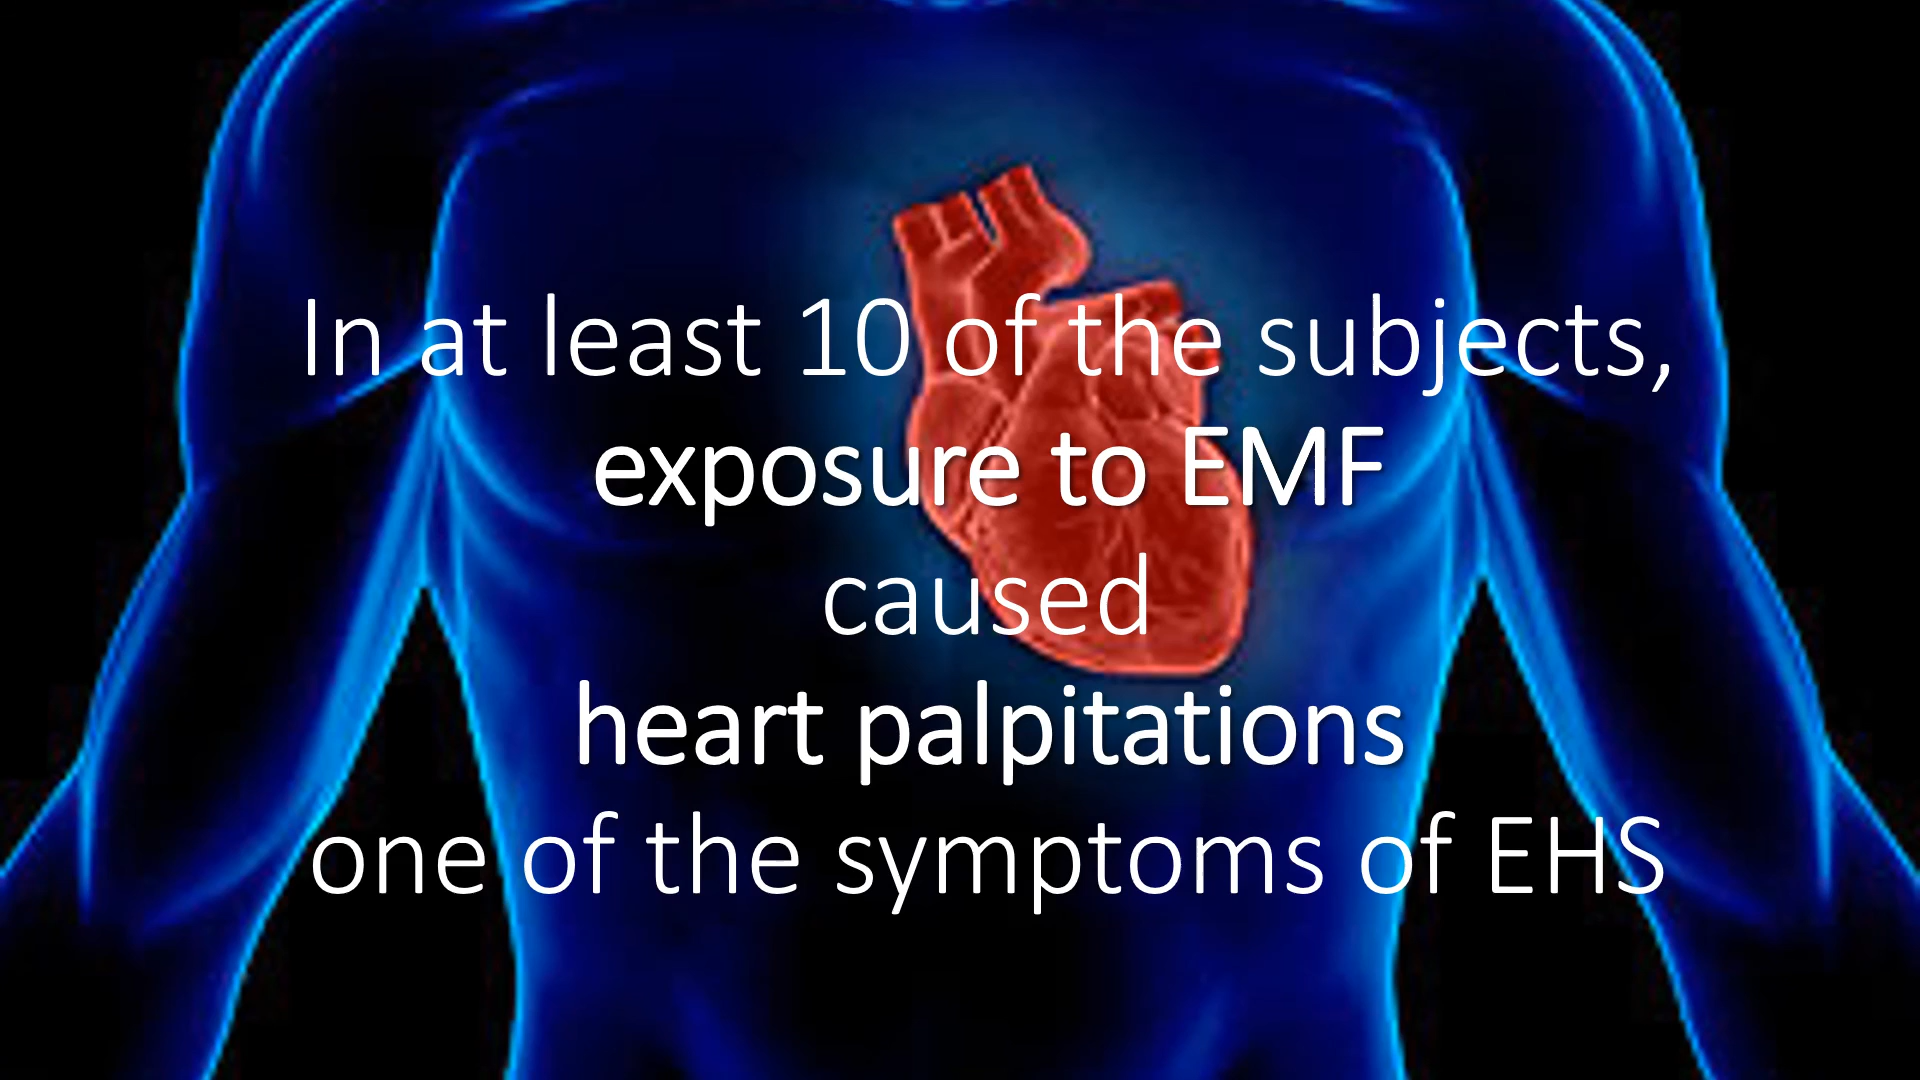 In at least 10 of the subjects,
exposure to EMF
caused
heart palpitations
one of the symptoms of EHS